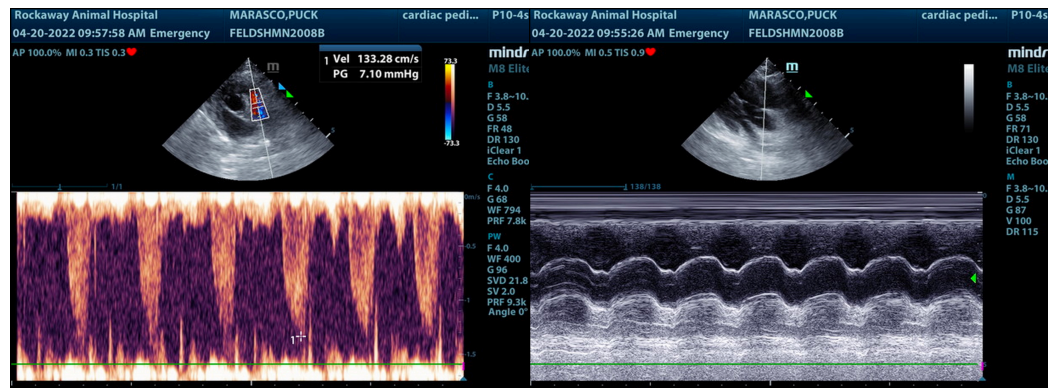 Rockaway Animal Hospital MARASCO,PUCK cardiac pedi... P10-4s
04-20-2022 09:57:58 AM Emergency FELDSHMN2008B
AP 100.0% MI 0.3 TIS 0.3
1 Vel 133.28 cm/s
PG 7.10 mmHg
m
73.3
-73.3
5
mindr
M8 Elite
B
F 3.8~10.
D 5.5
G 58
FR 48
DR 130
iClear 1
Echo Boo
C
F 4.0
G 68
WF 794
PRF 7.8k
PW
F 4.0
WF 400
G 96
SVD 21.8
SV 2.0
PRF 9.3k
Angle 0°
1/1
0m/s
-0.5
-1
-1.5
1
Rockaway Animal Hospital MARASCO,PUCK cardiac pedi... P10-4s
04-20-2022 09:55:26 AM Emergency FELDSHMN2008B
AP 100.0% MI 0.5 TIS 0.9
m
5
mindr
M8 Elite
B
F 3.8~10.
D 5.5
G 58
FR 71
DR 130
iClear 1
Echo Boo
M
F 3.8~10.
D 5.5
G 87
V 100
DR 115
138/138
0